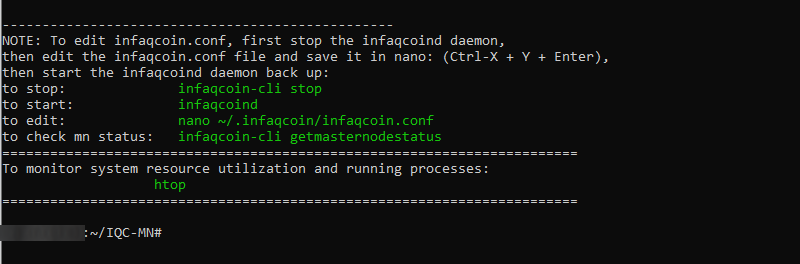 ----------------------------------------------------
NOTE: To edit infaqcoin.conf, first stop the infaqcoind daemon,
then edit the infaqcoin.conf file and save it in nano: (Ctrl-X + Y + Enter),
then start the infaqcoind daemon back up:
to stop: infaqcoin-cli stop
to start: infaqcoind
to edit: nano ~/.infaqcoin/infaqcoin.conf
to check mn status: infaqcoin-cli getmasternodestatus
========================================================================
To monitor system resource utilization and running processes:
htop
========================================================================
:~/IQC-MN#